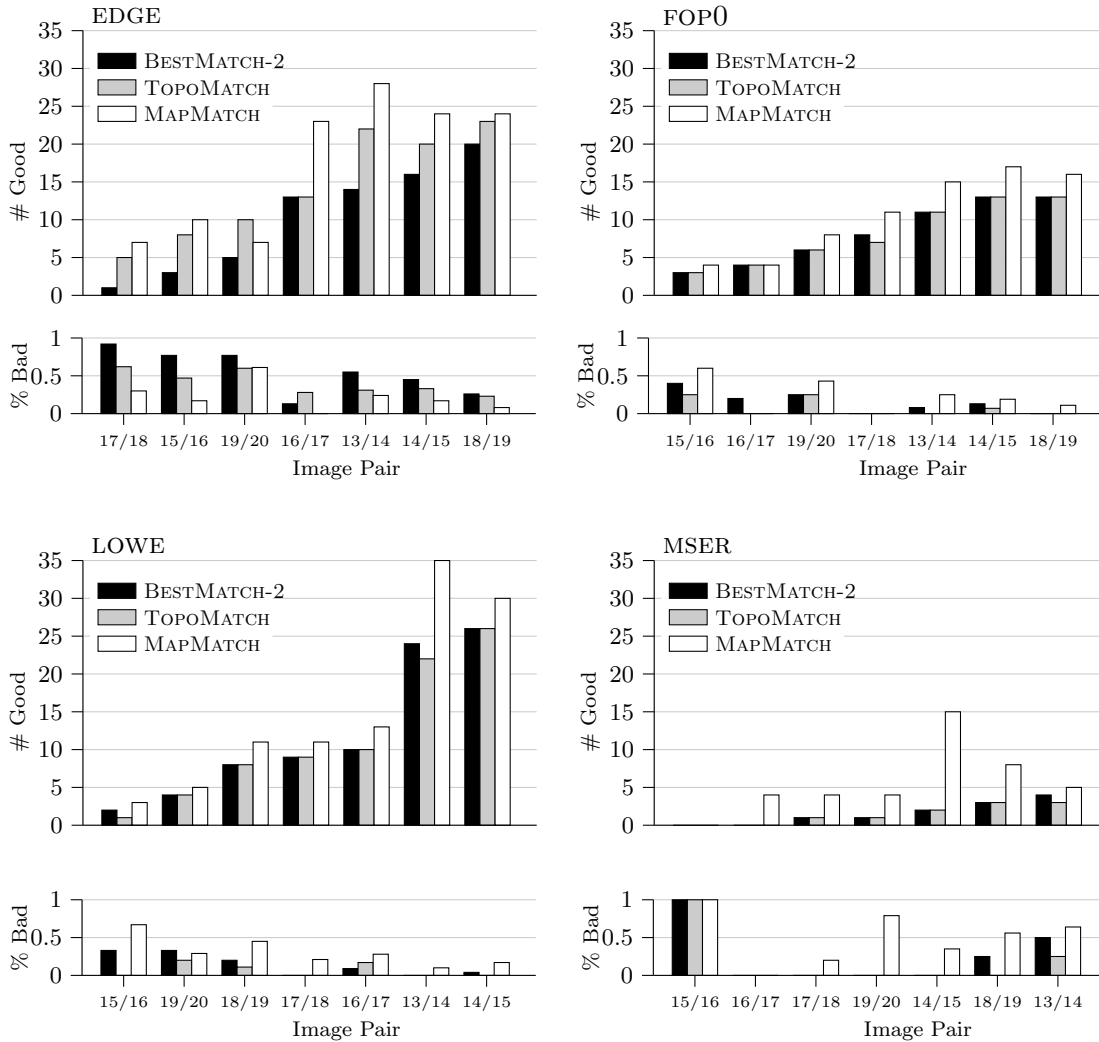 EDGE
35
30
25
20
15
10
5
0
# Good
BESTMATCH-2
TOPOMATCH
MAPMATCH
1
0.5
0
% Bad
17/18 15/16 19/20 16/17 13/14 14/15 18/19
Image Pair
FOP0
35
30
25
20
15
10
5
0
# Good
BESTMATCH-2
TOPOMATCH
MAPMATCH
1
0.5
0
% Bad
15/16 16/17 19/20 17/18 13/14 14/15 18/19
Image Pair
LOWE
35
30
25
20
15
10
5
0
# Good
BESTMATCH-2
TOPOMATCH
MAPMATCH
1
0.5
0
% Bad
15/16 19/20 18/19 17/18 16/17 13/14 14/15
Image Pair
MSER
35
30
25
20
15
10
5
0
# Good
BESTMATCH-2
TOPOMATCH
MAPMATCH
1
0.5
0
% Bad
15/16 16/17 17/18 19/20 14/15 18/19 13/14
Image Pair